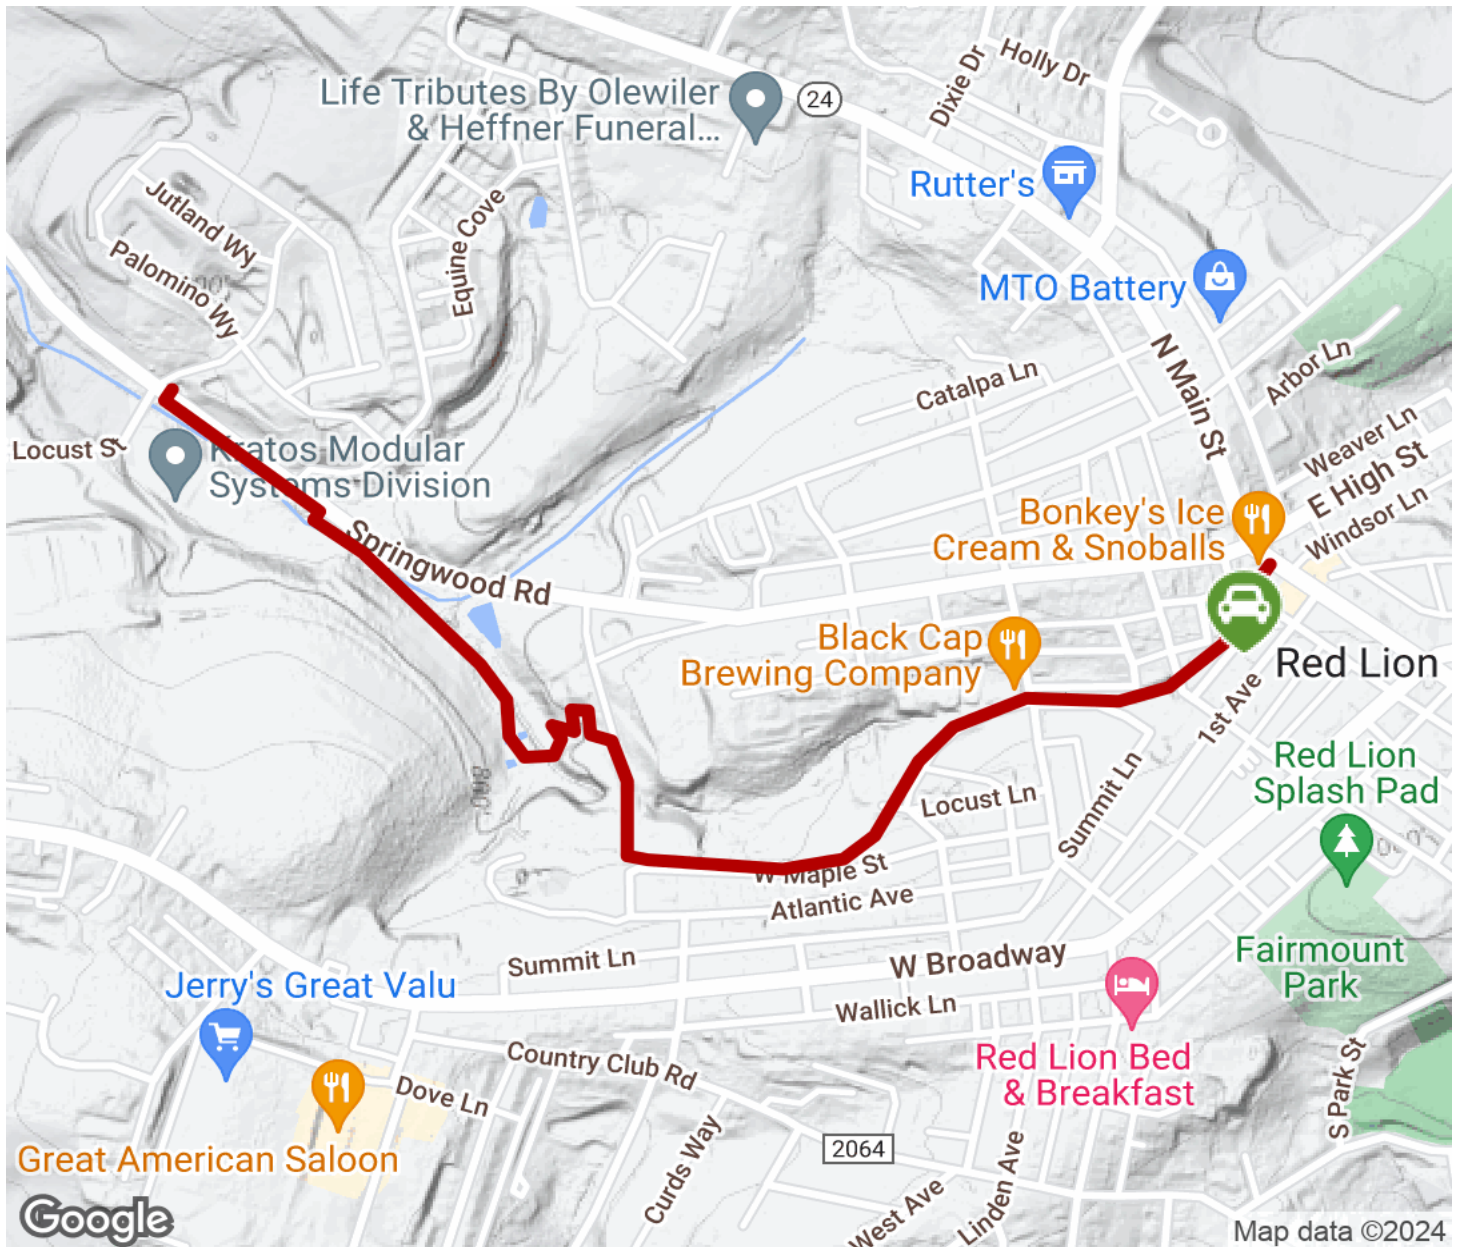 Holly Dr
Dixie Dr
Life Tributes By Olewiler
& Heffner Funeral...
24
Rutter's
Jutland Wy
Equine Cove
Palomino Wy
MTO Battery
N Main St
Arbor Ln
Catalpa Ln
Weaver Ln
E High St
Windsor Ln
Locust St
Kratos Modular
Systems Division
Bonkey's Ice
Cream & Snoballs
Springwood Rd
Black Cap
Brewing Company
Red Lion
1st Ave
Red Lion
Splash Pad
800
Locust Ln
Summit Ln
W Maple St
Atlantic Ave
Summit Ln
W Broadway
Fairmount
Park
Jerry's Great Valu
Wallick Ln
Country Club Rd
Red Lion Bed
& Breakfast
S Park St
Dove Ln
Great American Saloon
Curds Way
2064
Linden Ave
West Ave
Google
Map data ©2024